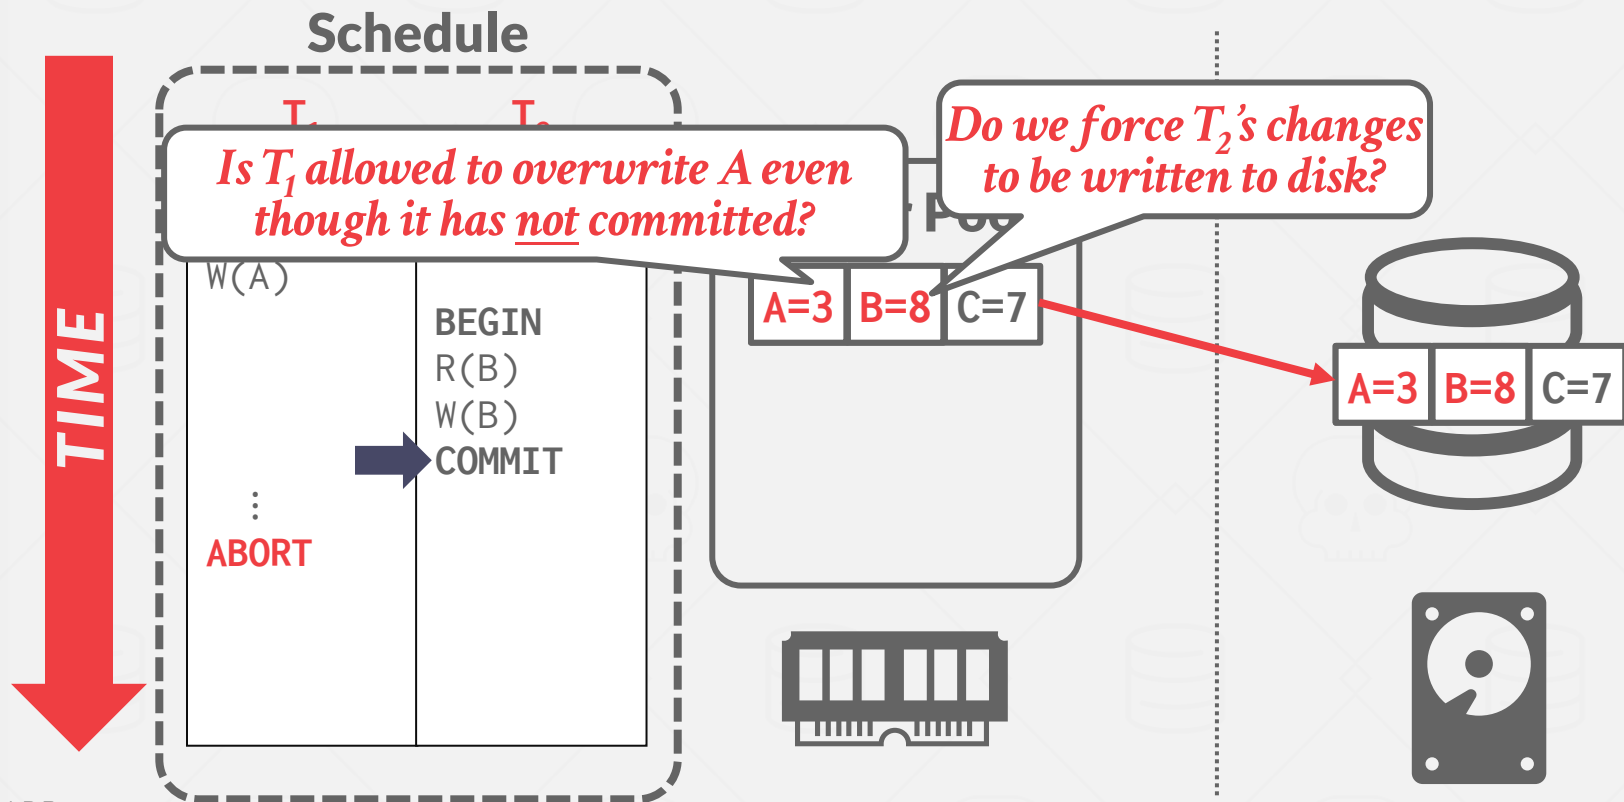 Schedule
TIME
Is T₁ allowed to overwrite A even
though it has not committed?
W(A)
⋮
ABORT
BEGIN
R(B)
W(B)
COMMIT
Do we force T₂'s changes
to be written to disk?
A=3 B=8 C=7
A=3 B=8 C=7